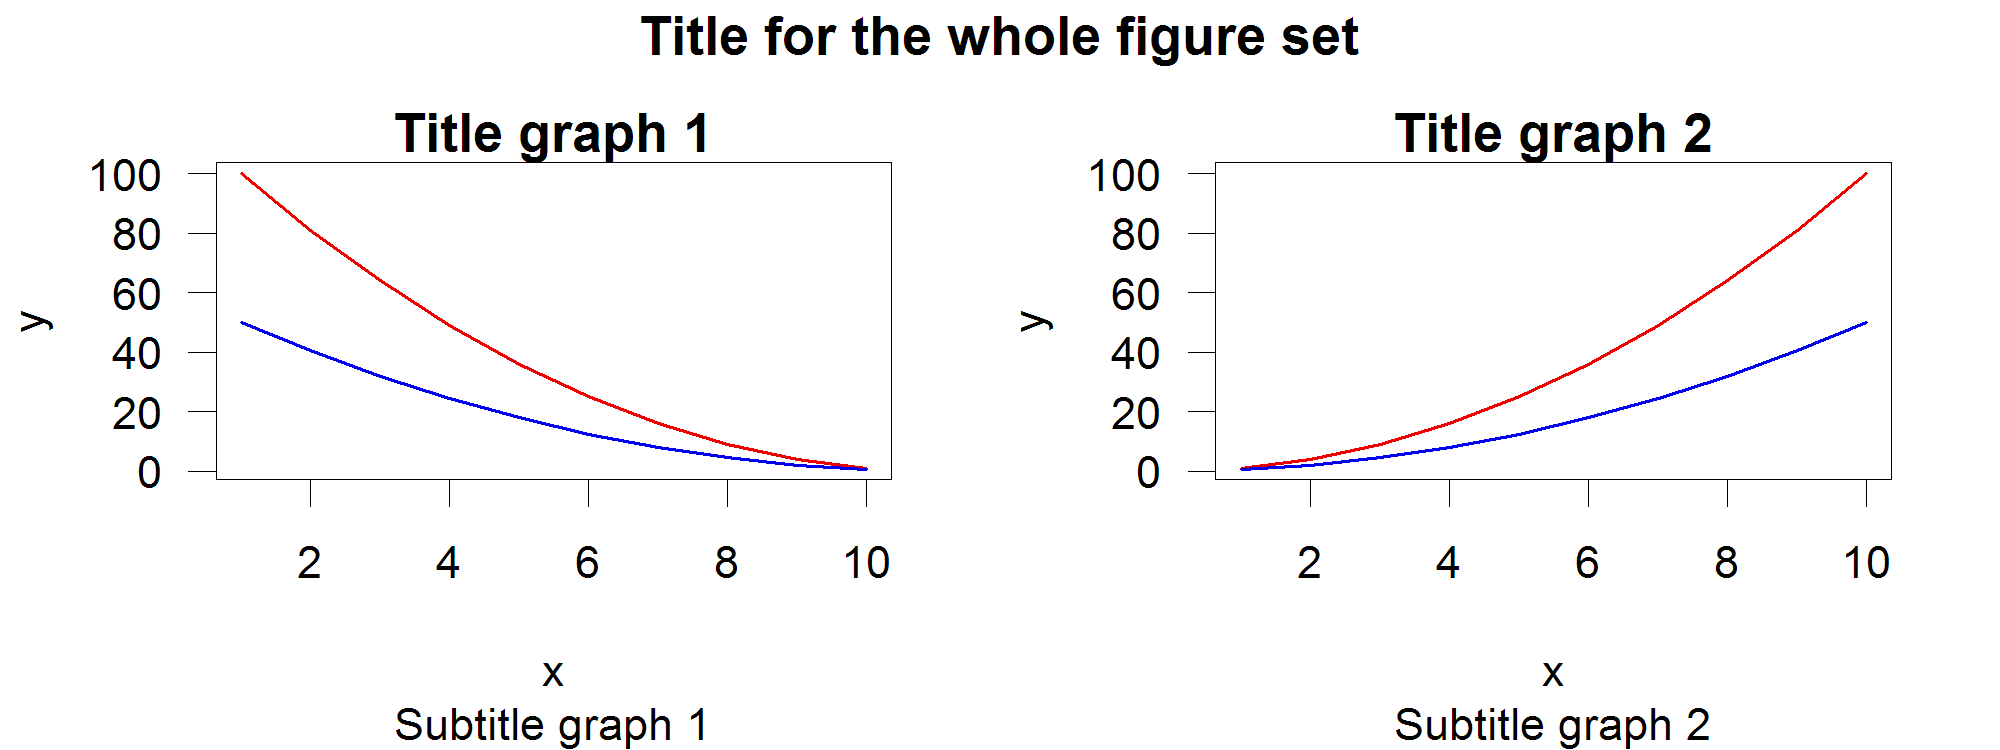 Title for the whole figure set
Title graph 1
100
80
60
40
20
0
y
2 4 6 8 10
x
Subtitle graph 1
Title graph 2
100
80
60
40
20
0
y
2 4 6 8 10
x
Subtitle graph 2